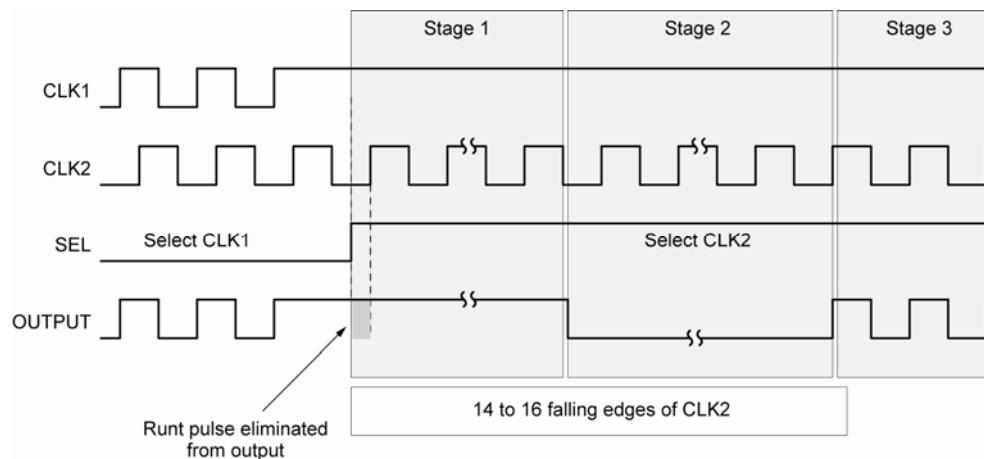 Stage 1
Stage 2
Stage 3
CLK1
CLK2
SEL
Select CLK1
Select CLK2
OUTPUT
14 to 16 falling edges of CLK2
Runt pulse eliminated
from output